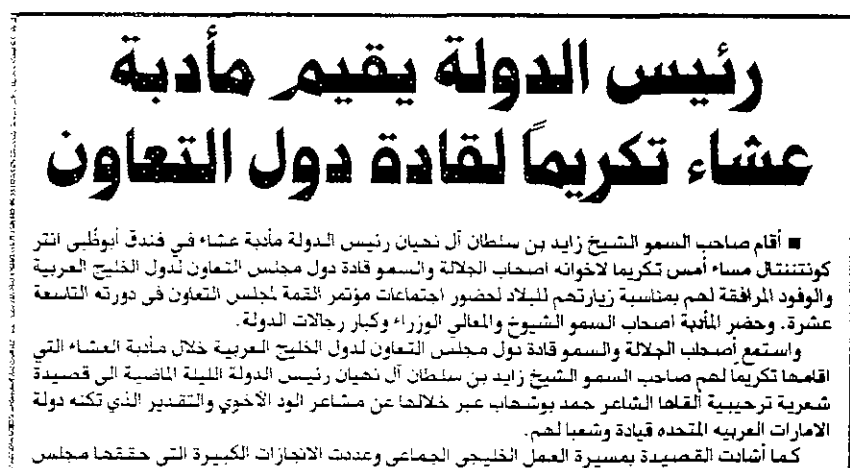 رئيس الدولة يقيم مأدبة
عشاء تكريماً لقادة دول التعاون
■ أقام صاحب السمو الشيخ زايد بن سلطان آل نهيان رئيس الدولة مأدبة عشاء في فندق أبوظبي انتر
كونتننتال مساء أمس تكريما لاخوانه اصحاب الجلالة والسمو قادة دول مجلس التعاون لدول الخليج العربية
والوفود المرافقة لهم بمناسبة زيارتهم للبلاد لحضور اجتماعات مؤتمر القمة لمجلس التعاون في دورته التاسعة
عشرة. وحضر المأدبة اصحاب السمو الشيوخ والمعالي الوزراء وكبار رجالات الدولة.
واستمع أصحاب الجلالة والسمو قادة دول مجلس التعاون لدول الخليج العربية خلال مأدبة العشاء التي
اقامها تكريماً لهم صاحب السمو الشيخ زايد بن سلطان آل نهيان رئيس الدولة الليلة الماضية الى قصيدة
شعرية ترحيبية ألقاها الشاعر حمد بوشهاب عبر خلالها عن مشاعر الود الأخوي والتقدير الذي تكنه دولة
الامارات العربيه المتحده قيادة وشعبا لهم.
كما أشادت القصيدة بمسيرة العمل الخليجي الجماعي وعددت الانجازات الكبيرة التي حققها مجلس